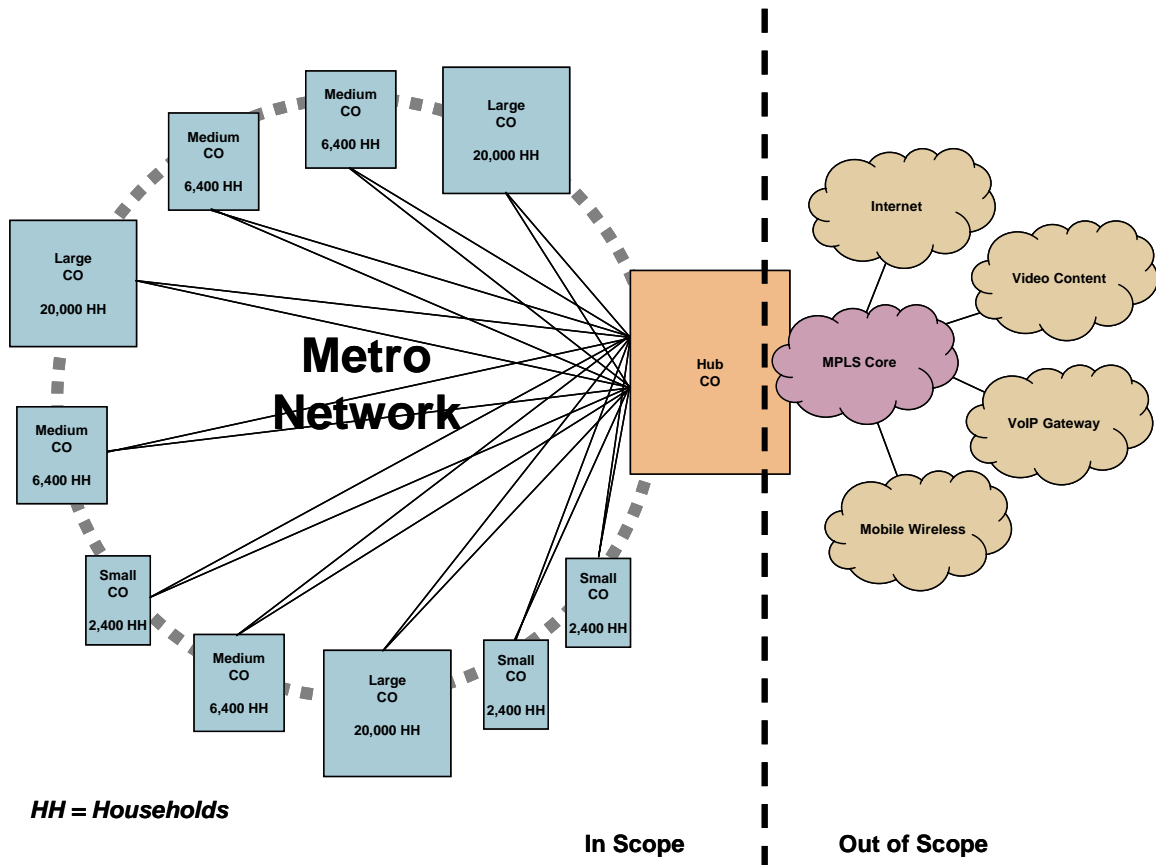 Medium
CO
6,400 HH
Large
CO
20,000 HH
Medium
CO
6,400 HH
Large
CO
20,000 HH
Medium
CO
6,400 HH
Small
CO
2,400 HH
Medium
CO
6,400 HH
Large
CO
20,000 HH
Small
CO
2,400 HH
Small
CO
2,400 HH
Metro
Network
Hub
CO
Internet
Video Content
MPLS Core
VoIP Gateway
Mobile Wireless
HH = Households
In Scope
Out of Scope